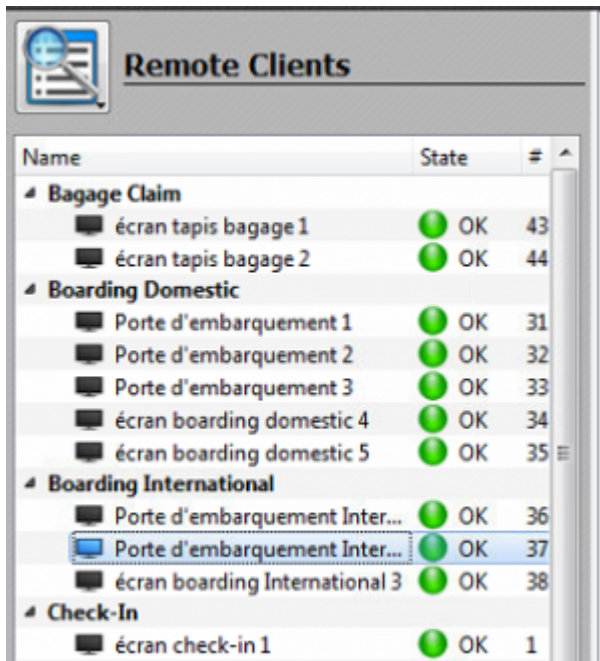 Remote Clients
Name State #
Bagage Claim
écran tapis bagage 1 OK 43
écran tapis bagage 2 OK 44
Boarding Domestic
Porte d'embarquement 1 OK 31
Porte d'embarquement 2 OK 32
Porte d'embarquement 3 OK 33
écran boarding domestic 4 OK 34
écran boarding domestic 5 OK 35
Boarding International
Porte d'embarquement Inter... OK 36
Porte d'embarquement Inter... OK 37
écran boarding International 3 OK 38
Check-In
écran check-in 1 OK 1